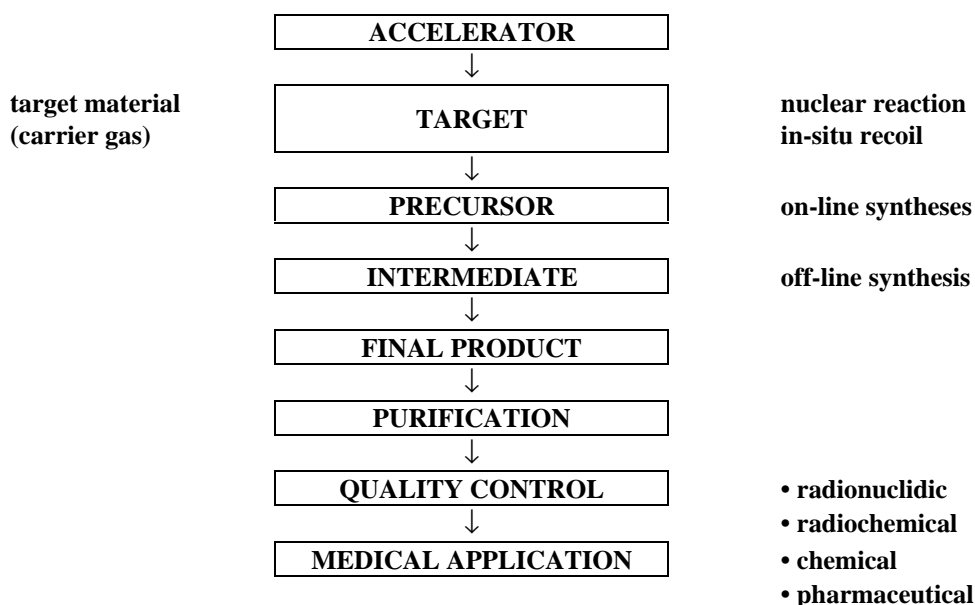 ACCELERATOR
↓
target material
(carrier gas)
TARGET
nuclear reaction
in-situ recoil
↓
PRECURSOR
on-line syntheses
↓
INTERMEDIATE
off-line synthesis
↓
FINAL PRODUCT
↓
PURIFICATION
↓
QUALITY CONTROL
• radionuclidic
↓
• radiochemical
MEDICAL APPLICATION
• chemical
• pharmaceutical